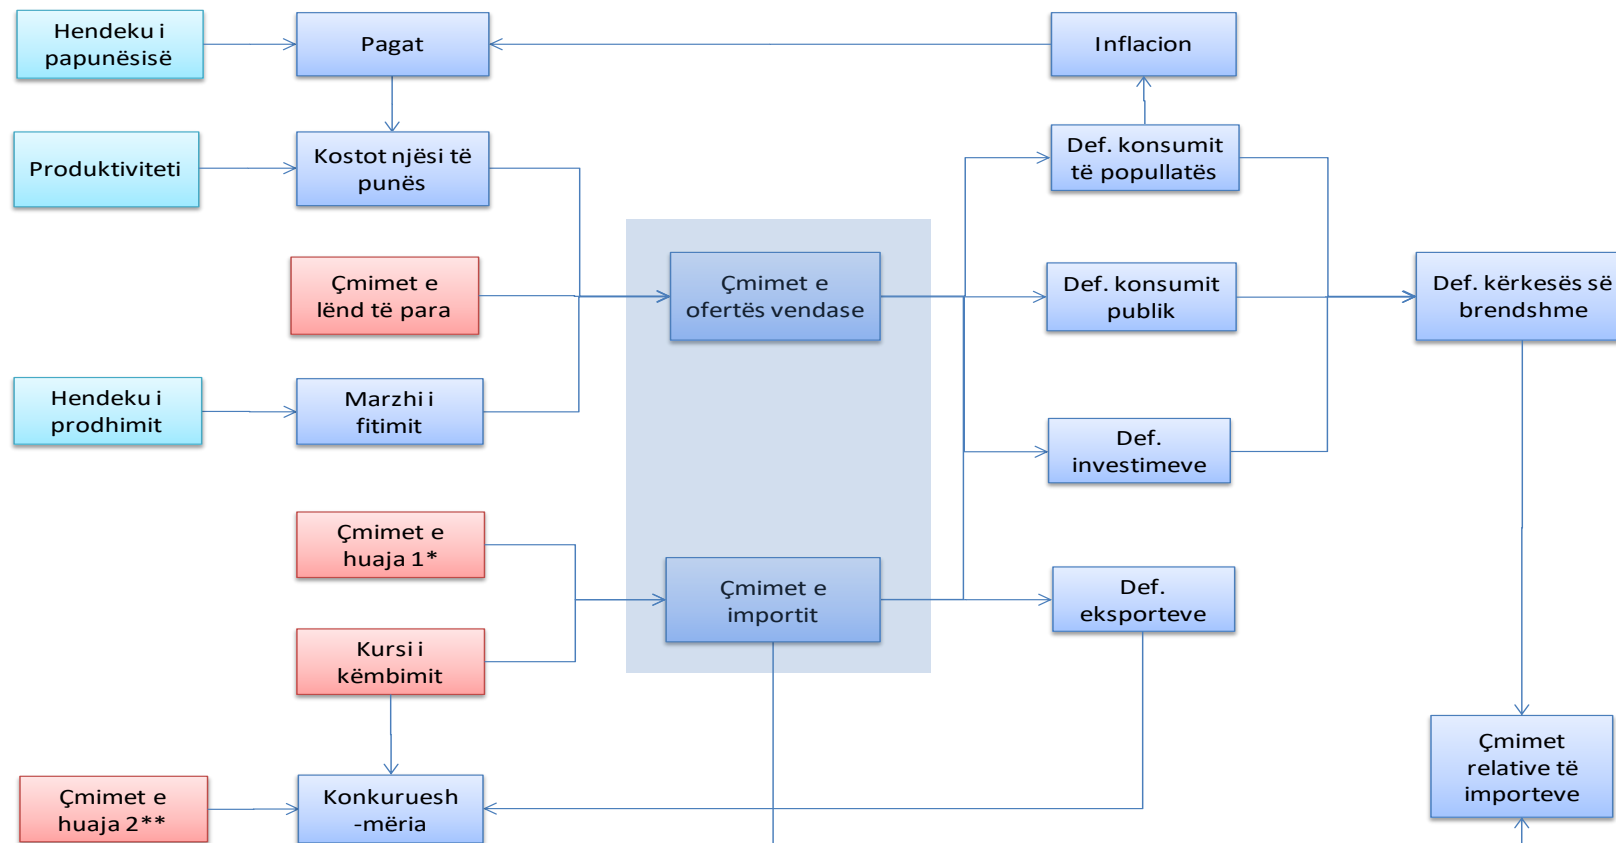 Hendeku i
papunësisë
Pagat
Inflacion
Produktiviteti
Kostot njësi të
punës
Def. konsumit
të popullatës
Çmimet e
lënd të para
Çmimet e
ofertës vendase
Def. konsumit
publik
Def. kërkesës së
brendshme
Hendeku i
prodhimit
Marzhi i
fitimit
Def.
investimeve
Çmimet e
huaja 1*
Çmimet e
importit
Def.
eksporteve
Kursi i
këmbimit
Çmimet e
huaja 2**
Konkuruesh
-mëria
Çmimet
relative të
importeve